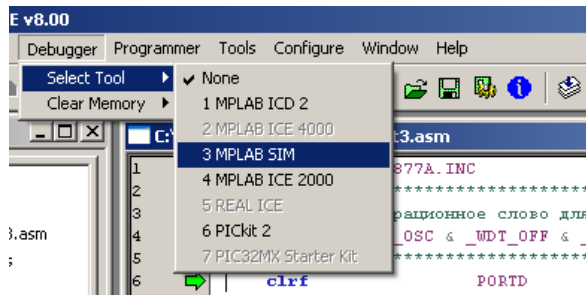 E v8.00
Debugger Programmer Tools Configure Window Help
Select Tool
Clear Memory
None
1 MPLAB ICD 2
2 MPLAB ICE 4000
3 MPLAB SIM
4 MPLAB ICE 2000
5 REAL ICE
6 PICkit 2
7 PIC32MX Starter Kit
C:\
t3.asm
3.asm
1 877A.INC
2 *****************
3 рационное слово для
4 _OSC & _WDT_OFF & _
5 *****************
6 clrf PORTD